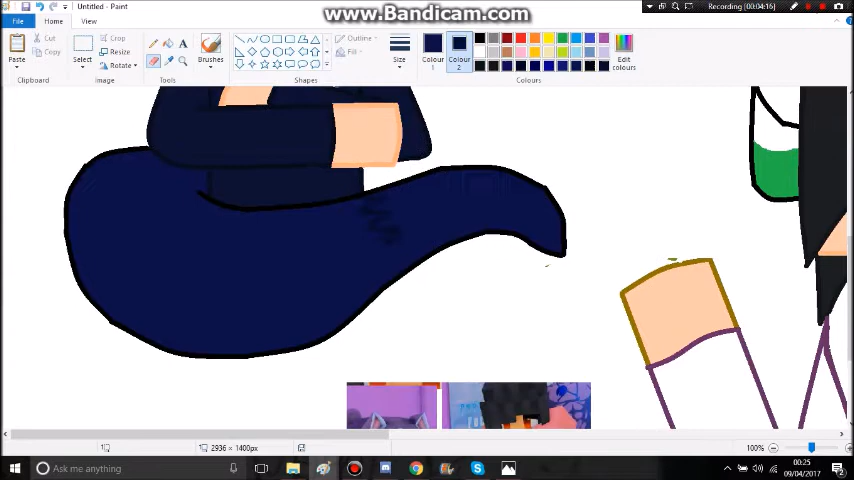 Untitled - Paint
www.Bandicam.com
Recording [00:04:16]
File
Home
View
Paste
Cut
Copy
Clipboard
Select
Crop
Resize
Rotate
Image
A
Tools
Brushes
Shapes
Outline
Fill
Size
Colour
1
Colour
2
Edit
colours
Colours
2936 × 1400px
100%
Ask me anything
00:25
09/04/2017